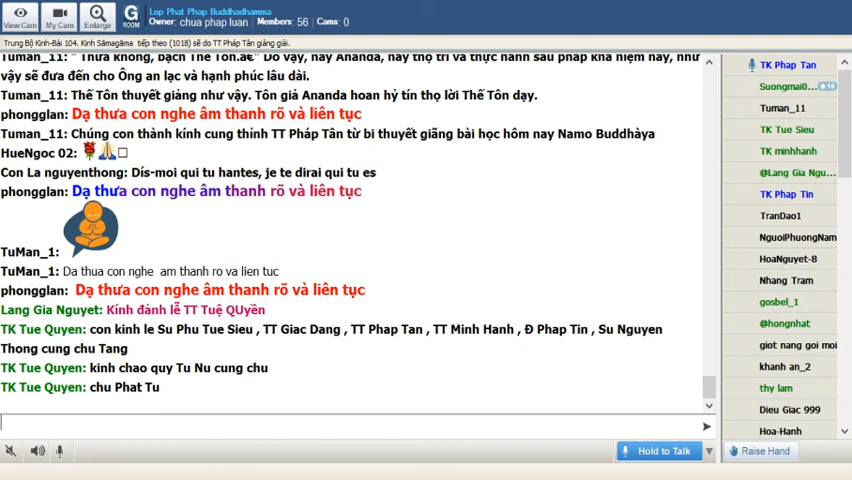 Lop Phat Phap Buddhadhamma
Owner: chua phap luan Members: 56 Cams: 0
View Cam
My Cams
Enlarge
G
ROOM
Trung Bộ Kinh-Bài 104. Kinh Sāmagāma tiếp theo (1018) sẽ do TT Pháp Tân giảng giải.
Tuman_11: " Thưa không, bạch Thế Tôn.â€ Do vậy, này Ananda, hãy thọ trì và thực hành sáu pháp khả niệm này, như
vậy sẽ đưa đến cho Ông an lạc và hạnh phúc lâu dài.
Tuman_11: Thế Tôn thuyết giảng như vậy. Tôn giả Ananda hoan hỷ tín thọ lời Thế Tôn dạy.
phongglan: Dạ thưa con nghe âm thanh rõ và liên tục
Tuman_11: Chúng con thành kính cung thỉnh TT Pháp Tân từ bi thuyết giãng bài học hôm nay Namo Buddhàya
HueNgoc 02:
Con La nguyenthong: Dís-moi qui tu hantes, je te dirai qui tu es
phongglan: Dạ thưa con nghe âm thanh rõ và liên tục
TuMan_1:
TuMan_1: Da thua con nghe am thanh ro va lien tuc
phongglan: Dạ thưa con nghe âm thanh rõ và liên tục
Lang Gia Nguyet: Kính đảnh lễ TT Tuệ QUyền
TK Tue Quyen: con kinh le Su Phu Tue Sieu , TT Giac Dang , TT Phap Tan , TT Minh Hanh , Đ Phap Tin , Su Nguyen
Thong cung chu Tang
TK Tue Quyen: kinh chao quy Tu Nu cung chu
TK Tue Quyen: chu Phat Tu
Hold to Talk
TK Phap Tan
Suongmai0... 10
Tuman_11
TK Tue Sieu
TK minhhanh
@Lang Gia Ngu...
TK Phap Tin
TranDao1
NguoiPhuongNam
HoaNguyet-8
Nhang Tram
gosbel_1
@hongnhat
giot nang goi moi
khanh an_2
thy lam
Dieu Giac 999
Hoa-Hanh
Raise Hand